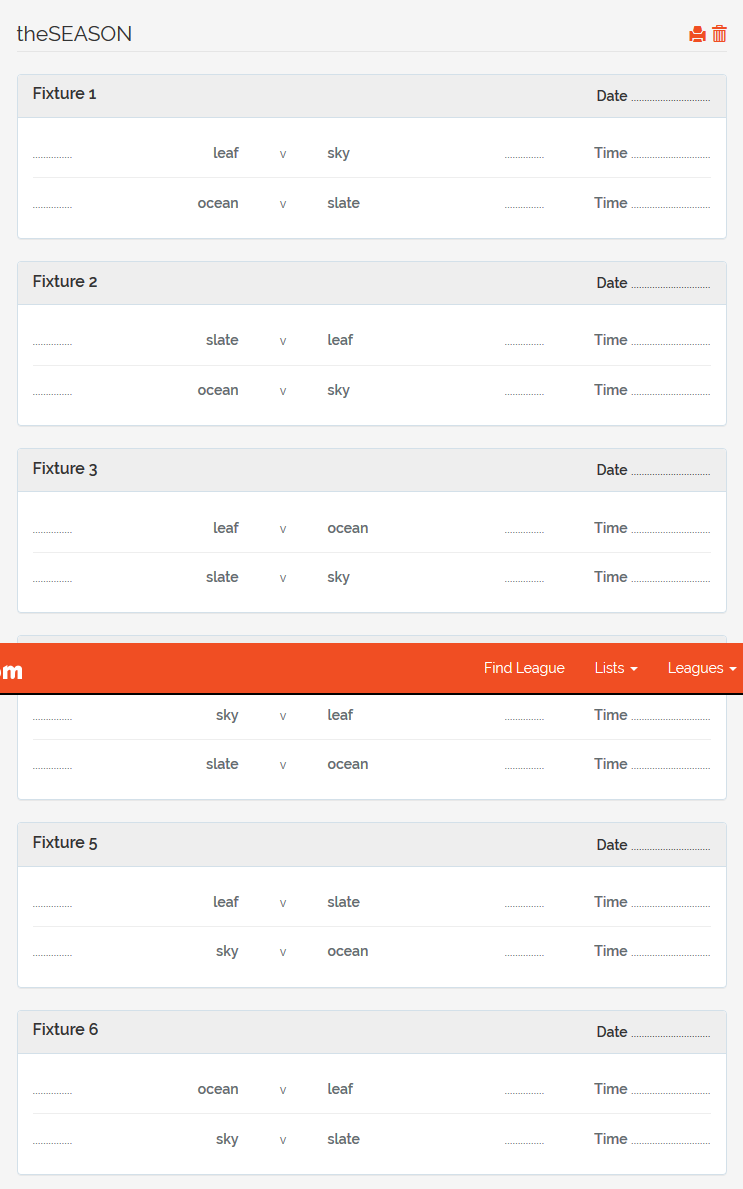 theSEASON
Fixture 1 Date ..............................
............... leaf v sky ............... Time ..............................
............... ocean v slate ............... Time ..............................
Fixture 2 Date ..............................
............... slate v leaf ............... Time ..............................
............... ocean v sky ............... Time ..............................
Fixture 3 Date ..............................
............... leaf v ocean ............... Time ..............................
............... slate v sky ............... Time ..............................
om Find League Lists Leagues
............... sky v leaf ............... Time ..............................
............... slate v ocean ............... Time ..............................
Fixture 5 Date ..............................
............... leaf v slate ............... Time ..............................
............... sky v ocean ............... Time ..............................
Fixture 6 Date ..............................
............... ocean v leaf ............... Time ..............................
............... sky v slate ............... Time ..............................